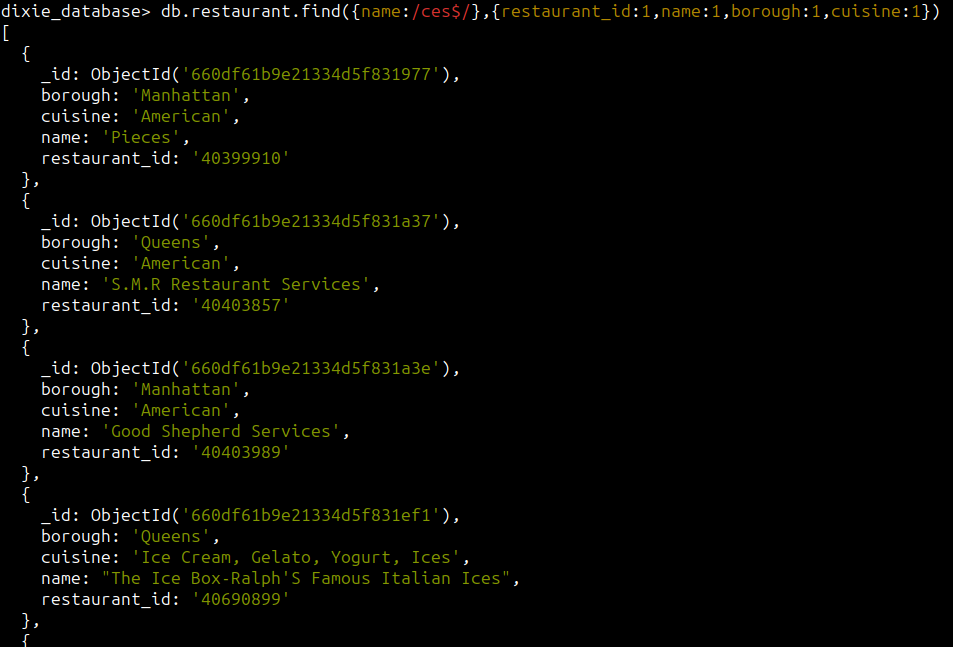 dixie_database> db.restaurant.find({name:/ces$/},{restaurant_id:1,name:1,borough:1,cuisine:1})
[
  {
    _id: ObjectId('660df61b9e21334d5f831977'),
    borough: 'Manhattan',
    cuisine: 'American',
    name: 'Pieces',
    restaurant_id: '40399910'
  },
  {
    _id: ObjectId('660df61b9e21334d5f831a37'),
    borough: 'Queens',
    cuisine: 'American',
    name: 'S.M.R Restaurant Services',
    restaurant_id: '40403857'
  },
  {
    _id: ObjectId('660df61b9e21334d5f831a3e'),
    borough: 'Manhattan',
    cuisine: 'American',
    name: 'Good Shepherd Services',
    restaurant_id: '40403989'
  },
  {
    _id: ObjectId('660df61b9e21334d5f831ef1'),
    borough: 'Queens',
    cuisine: 'Ice Cream, Gelato, Yogurt, Ices',
    name: "The Ice Box-Ralph'S Famous Italian Ices",
    restaurant_id: '40690899'
  },
  {